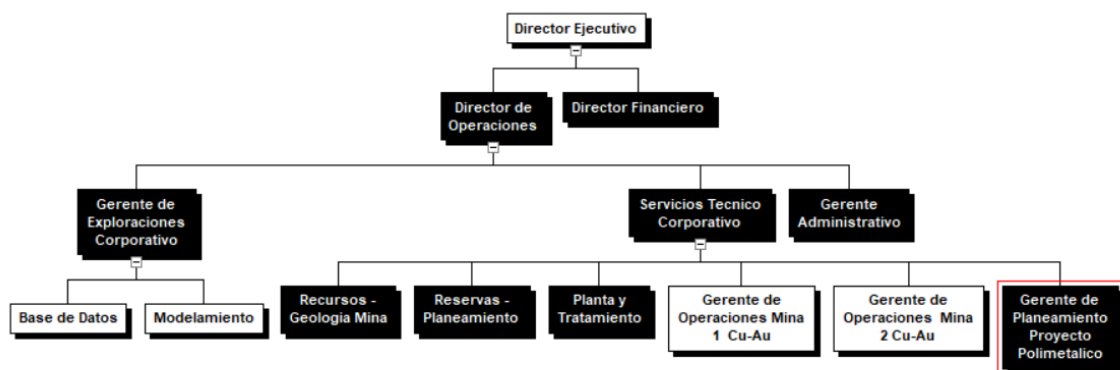 Director Ejecutivo
Director de
Operaciones
Director Financiero
Gerente de
Exploraciones
Corporativo
Servicios Tecnico
Corporativo
Gerente
Administrativo
Base de Datos
Modelamiento
Recursos -
Geologia Mina
Reservas -
Planeamiento
Planta y
Tratamiento
Gerente de
Operaciones Mina
1 Cu-Au
Gerente de
Operaciones Mina
2 Cu-Au
Gerente de
Planeamiento
Proyecto
Polimetalico